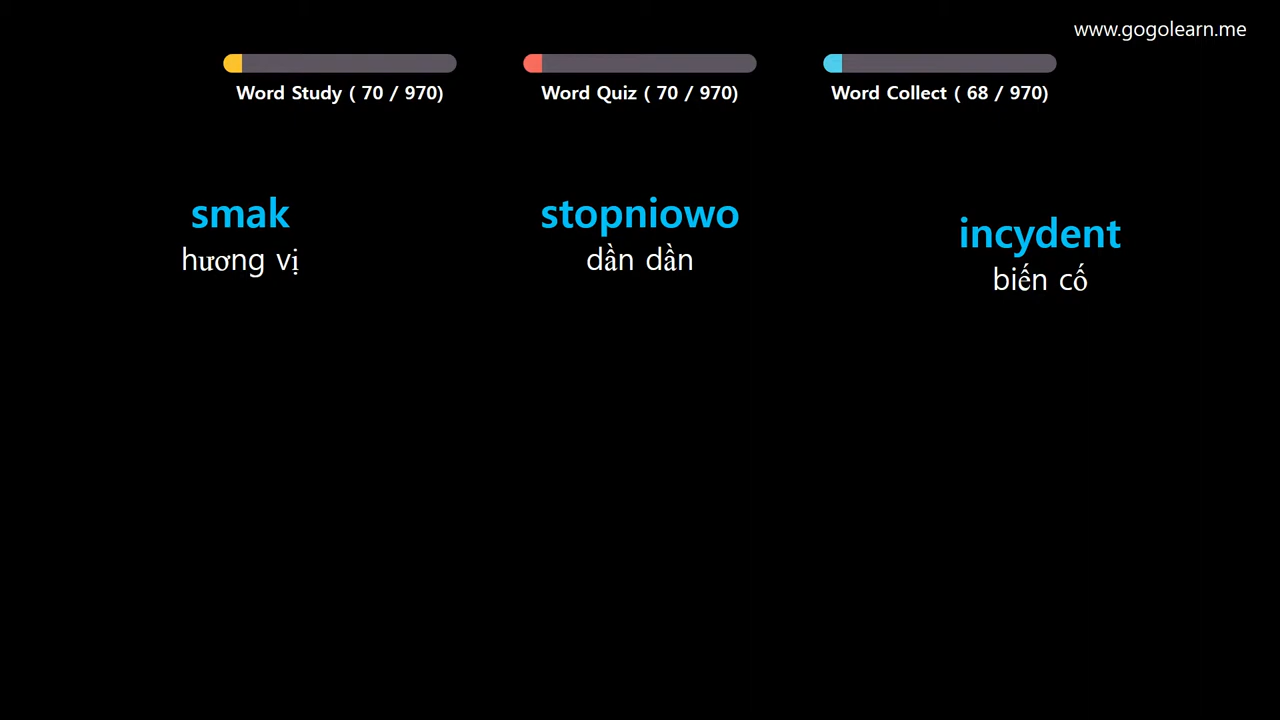 www.gogolearn.me
Word Study ( 70 / 970)
Word Quiz ( 70 / 970)
Word Collect ( 68 / 970)
smak
hương vị
stopniowo
dần dần
incydent
biến cố